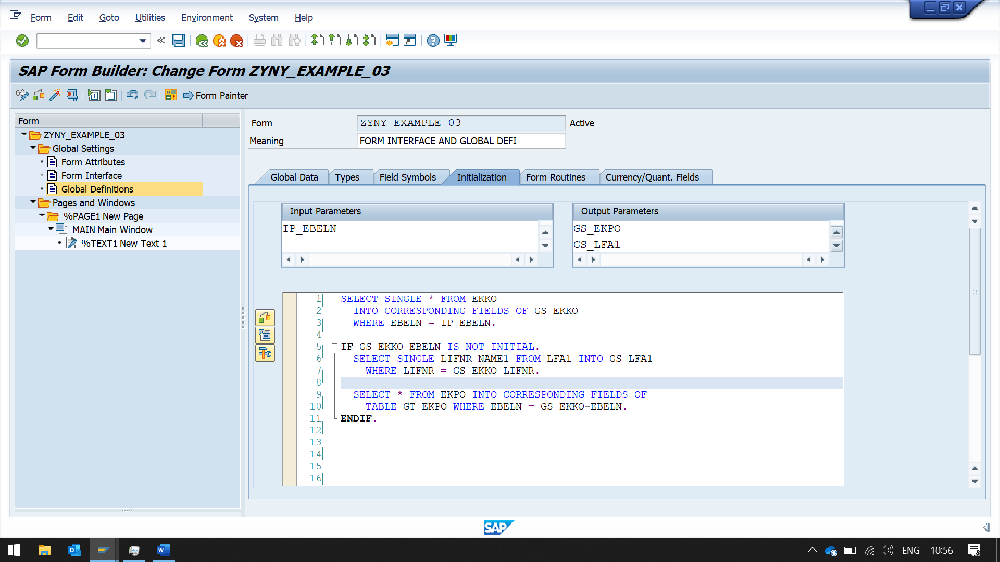 Form Edit Goto Utilities Environment System Help
SAP Form Builder: Change Form ZYNY_EXAMPLE_03
Form Painter
Form
ZYNY_EXAMPLE_03
Global Settings
Form Attributes
Form Interface
Global Definitions
Pages and Windows
%PAGE1 New Page
MAIN Main Window
%TEXT1 New Text 1
Form ZYNY_EXAMPLE_03 Active
Meaning FORM INTERFACE AND GLOBAL DEFI
Global Data Types Field Symbols Initialization Form Routines Currency/Quant. Fields
Input Parameters
IP_EBELN
Output Parameters
GS_EKPO
GS_LFA1
1 SELECT SINGLE * FROM EKKO
2 INTO CORRESPONDING FIELDS OF GS_EKKO
3 WHERE EBELN = IP_EBELN.
4
5 IF GS_EKKO-EBELN IS NOT INITIAL.
6 SELECT SINGLE LIFNR NAME1 FROM LFA1 INTO GS_LFA1
7 WHERE LIFNR = GS_EKKO-LIFNR.
8
9 SELECT * FROM EKPO INTO CORRESPONDING FIELDS OF
10 TABLE GT_EKPO WHERE EBELN = GS_EKKO-EBELN.
11 ENDIF.
12
13
14
15
16
SAP
ENG 10:56